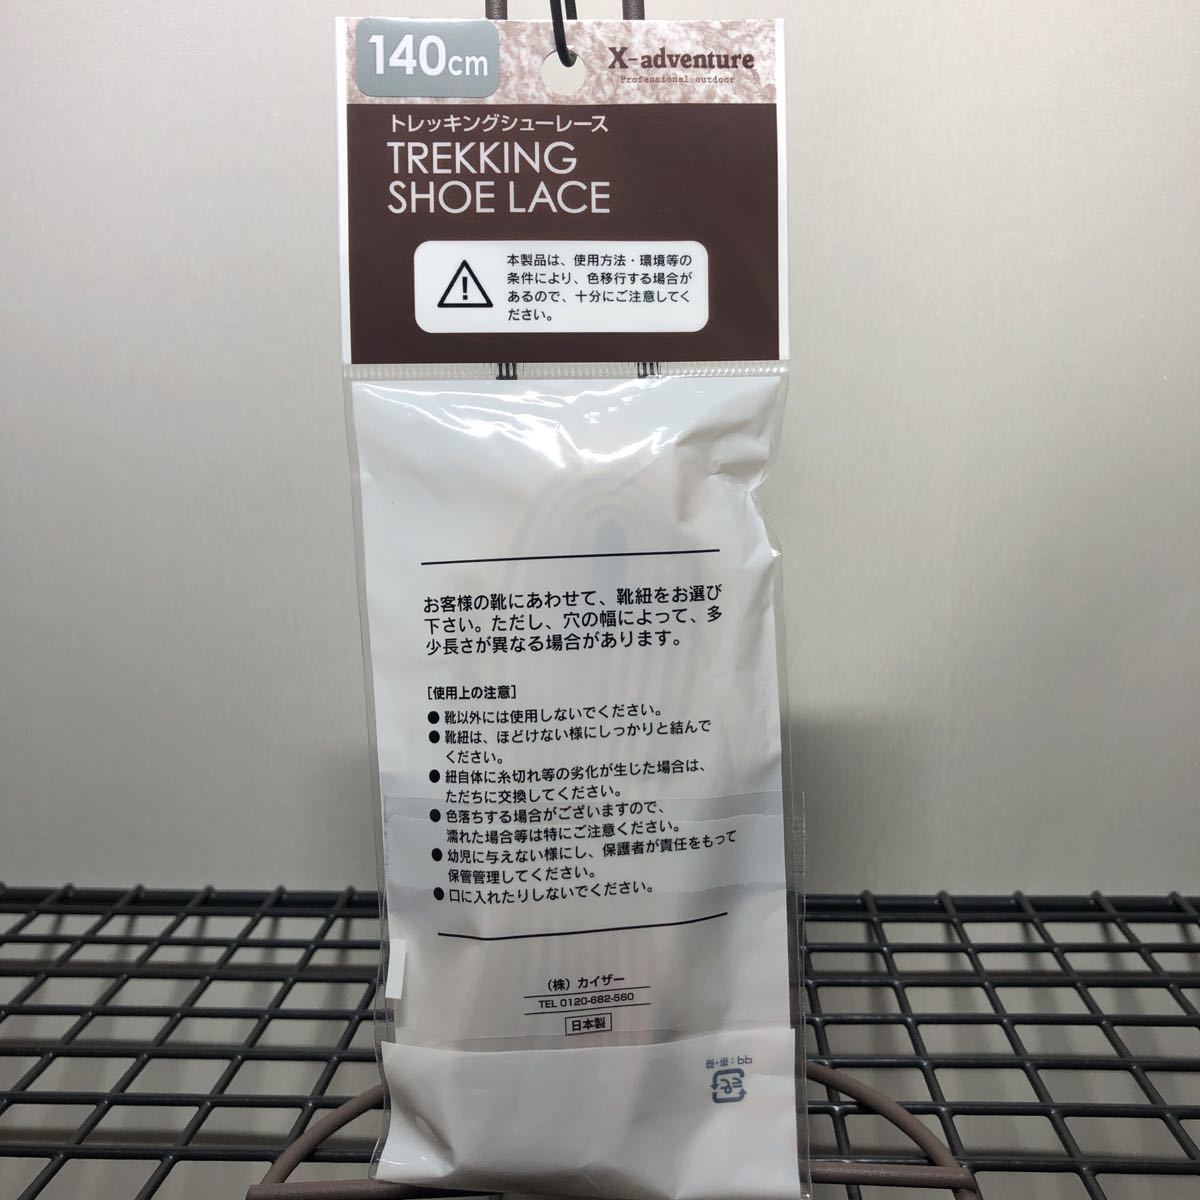 140cm
X-adventure
Professional outdoor
トレッキングシューレース
TREKKING
SHOE LACE
本製品は、使用方法・環境等の
条件により、色移行する場合が
あるので、十分にご注意してく
ださい。
お客様の靴にあわせて、靴紐をお選び
下さい。ただし、穴の幅によって、多
少長さが異なる場合があります。
[使用上の注意]
● 靴以外には使用しないでください。
● 靴紐は、ほどけない様にしっかりと結んで
ください。
● 紐自体に糸切れ等の劣化が生じた場合は、
ただちに交換してください。
● 色落ちする場合がございますので、
濡れた場合等は特にご注意ください。
● 幼児に与えない様にし、保護者が責任をもって
保管管理してください。
● 口に入れたりしないでください。
(株) カイザー
TEL 0120-682-560
日本製